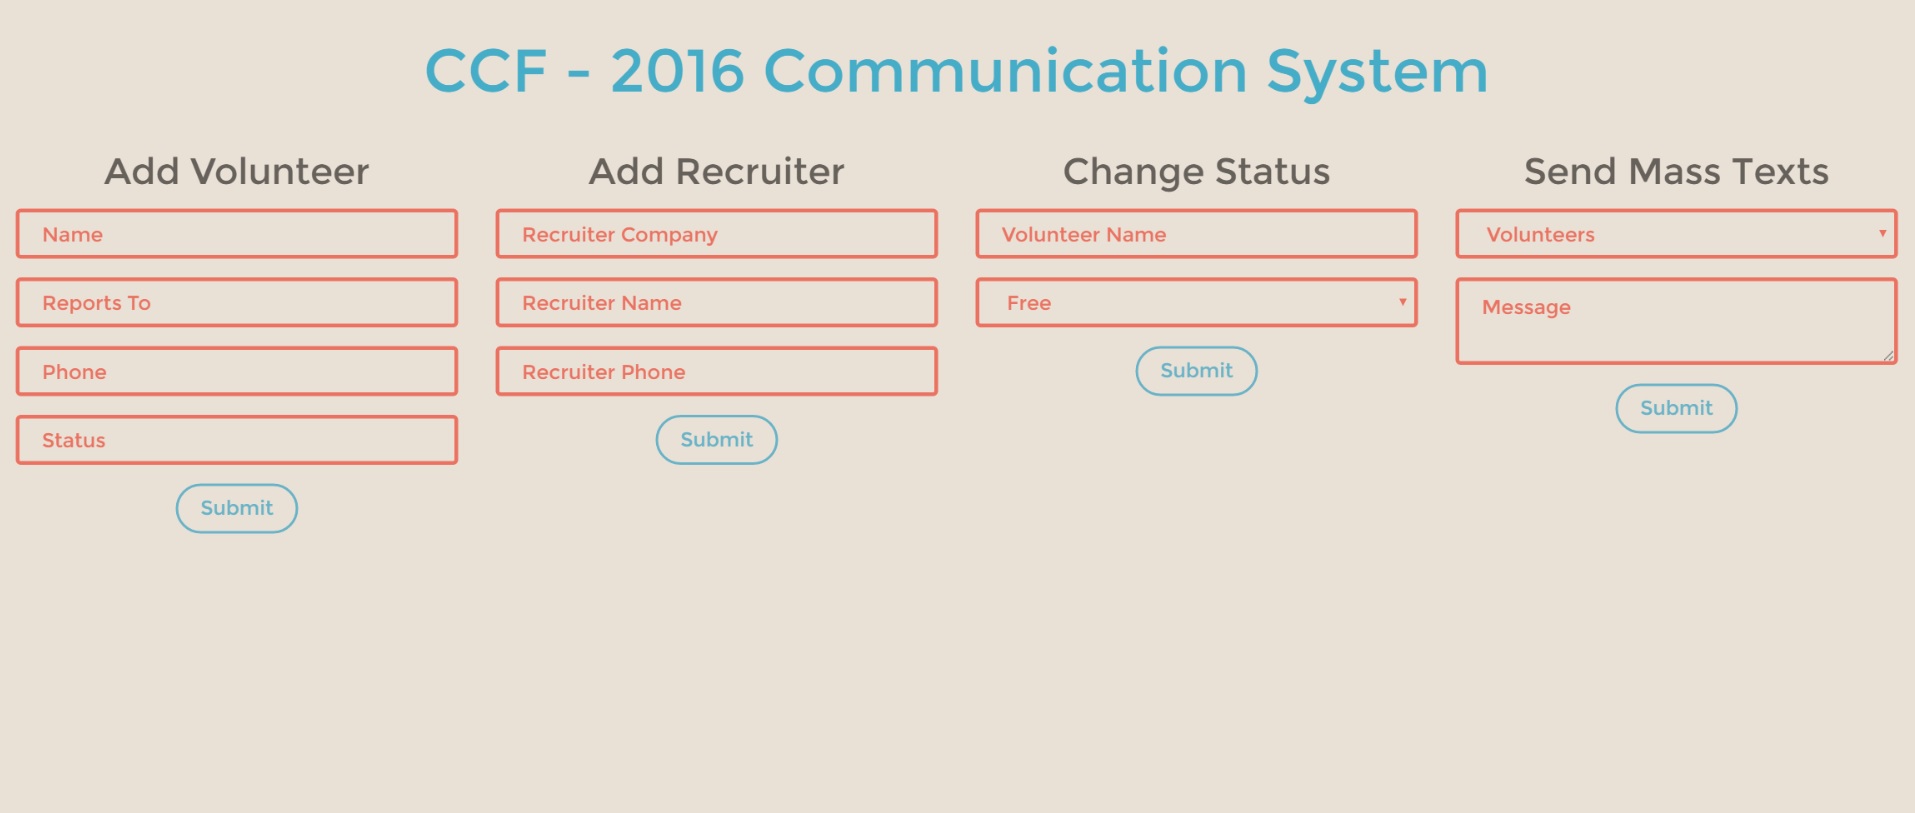 CCF - 2016 Communication System
Add Volunteer
Name
Reports To
Phone
Status
Submit
Add Recruiter
Recruiter Company
Recruiter Name
Recruiter Phone
Submit
Change Status
Volunteer Name
Free
Submit
Send Mass Texts
Volunteers
Message
Submit